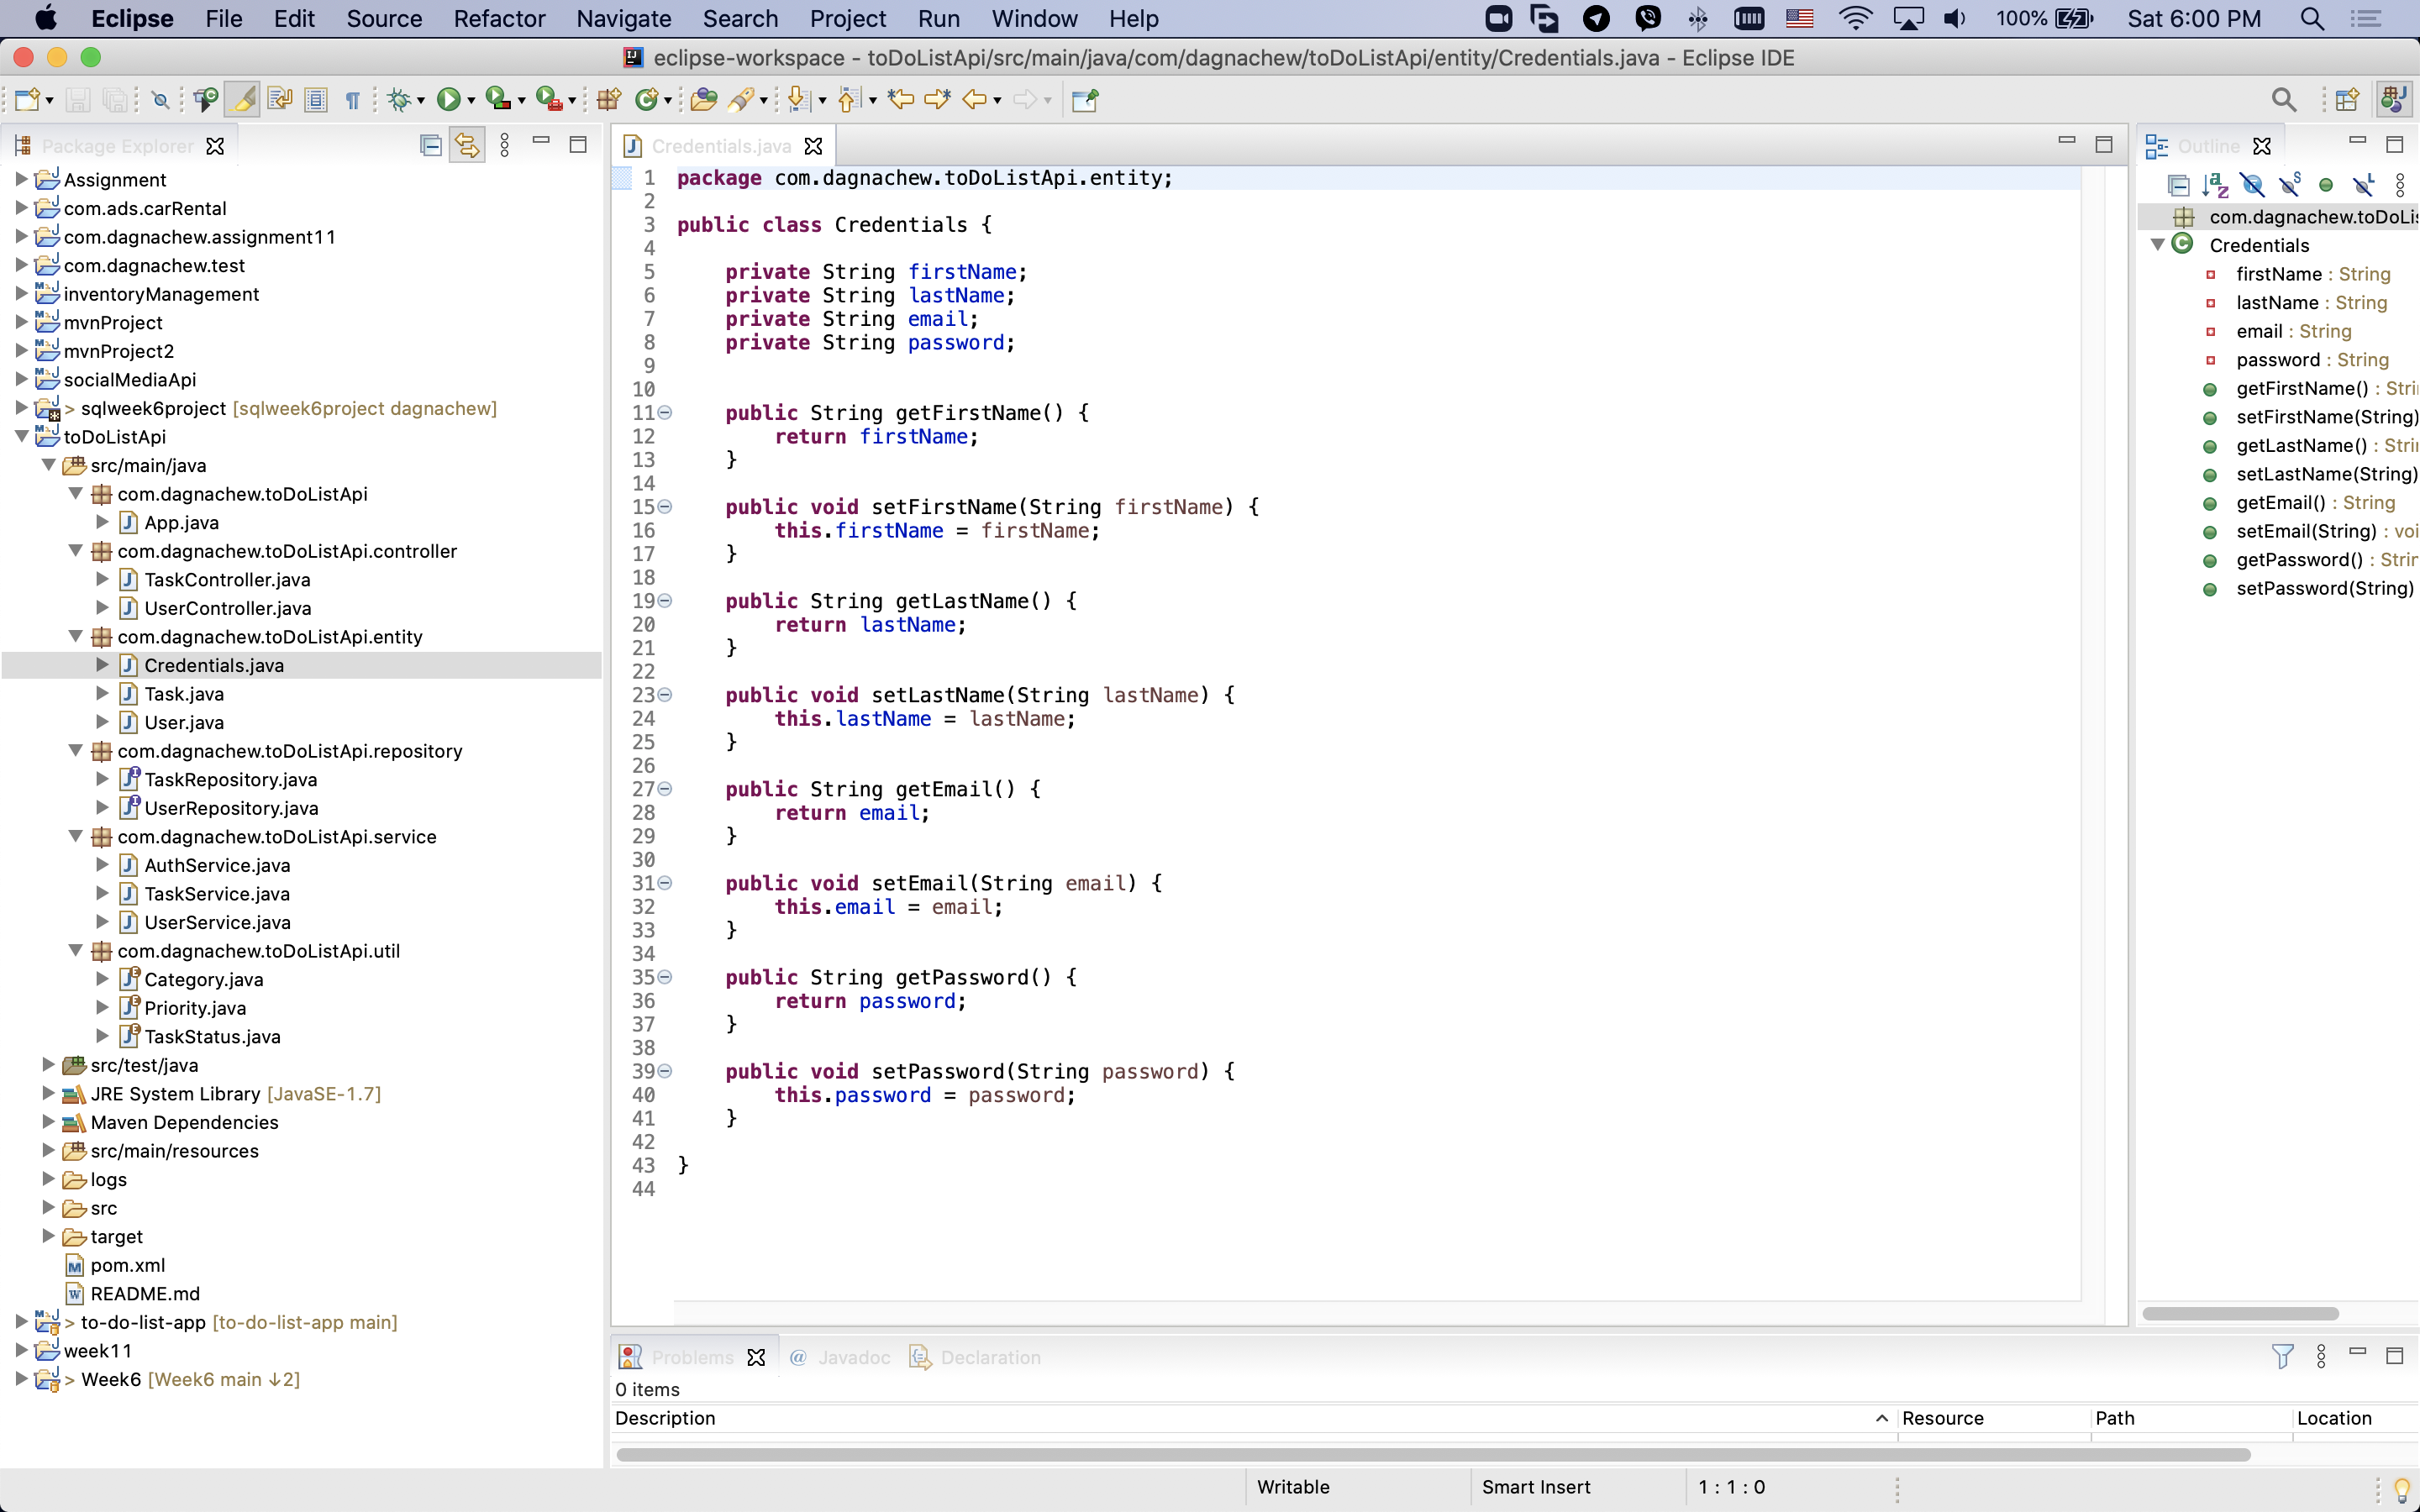 Eclipse File Edit Source Refactor Navigate Search Project Run Window Help 100% Sat 6:00 PM
eclipse-workspace - toDoListApi/src/main/java/com/dagnachew/toDoListApi/entity/Credentials.java - Eclipse IDE
Package Explorer
Assignment
com.ads.carRental
com.dagnachew.assignment11
com.dagnachew.test
inventoryManagement
mvnProject
mvnProject2
socialMediaApi
> sqlweek6project [sqlweek6project dagnachew]
toDoListApi
src/main/java
com.dagnachew.toDoListApi
App.java
com.dagnachew.toDoListApi.controller
TaskController.java
UserController.java
com.dagnachew.toDoListApi.entity
Credentials.java
Task.java
User.java
com.dagnachew.toDoListApi.repository
TaskRepository.java
UserRepository.java
com.dagnachew.toDoListApi.service
AuthService.java
TaskService.java
UserService.java
com.dagnachew.toDoListApi.util
Category.java
Priority.java
TaskStatus.java
src/test/java
JRE System Library [JavaSE-1.7]
Maven Dependencies
src/main/resources
logs
src
target
pom.xml
README.md
> to-do-list-app [to-do-list-app main]
week11
> Week6 [Week6 main ↓2]
Credentials.java
1 package com.dagnachew.toDoListApi.entity;
2
3 public class Credentials {
4
5 private String firstName;
6 private String lastName;
7 private String email;
8 private String password;
9
10
11 public String getFirstName() {
12 return firstName;
13 }
14
15 public void setFirstName(String firstName) {
16 this.firstName = firstName;
17 }
18
19 public String getLastName() {
20 return lastName;
21 }
22
23 public void setLastName(String lastName) {
24 this.lastName = lastName;
25 }
26
27 public String getEmail() {
28 return email;
29 }
30
31 public void setEmail(String email) {
32 this.email = email;
33 }
34
35 public String getPassword() {
36 return password;
37 }
38
39 public void setPassword(String password) {
40 this.password = password;
41 }
42
43 }
44
Outline
com.dagnachew.toDoLi
Credentials
firstName : String
lastName : String
email : String
password : String
getFirstName() : Stri
setFirstName(String)
getLastName() : Stri
setLastName(String)
getEmail() : String
setEmail(String) : voi
getPassword() : Strin
setPassword(String)
Problems @ Javadoc Declaration
0 items
Description Resource Path Location
Writable Smart Insert 1 : 1 : 0